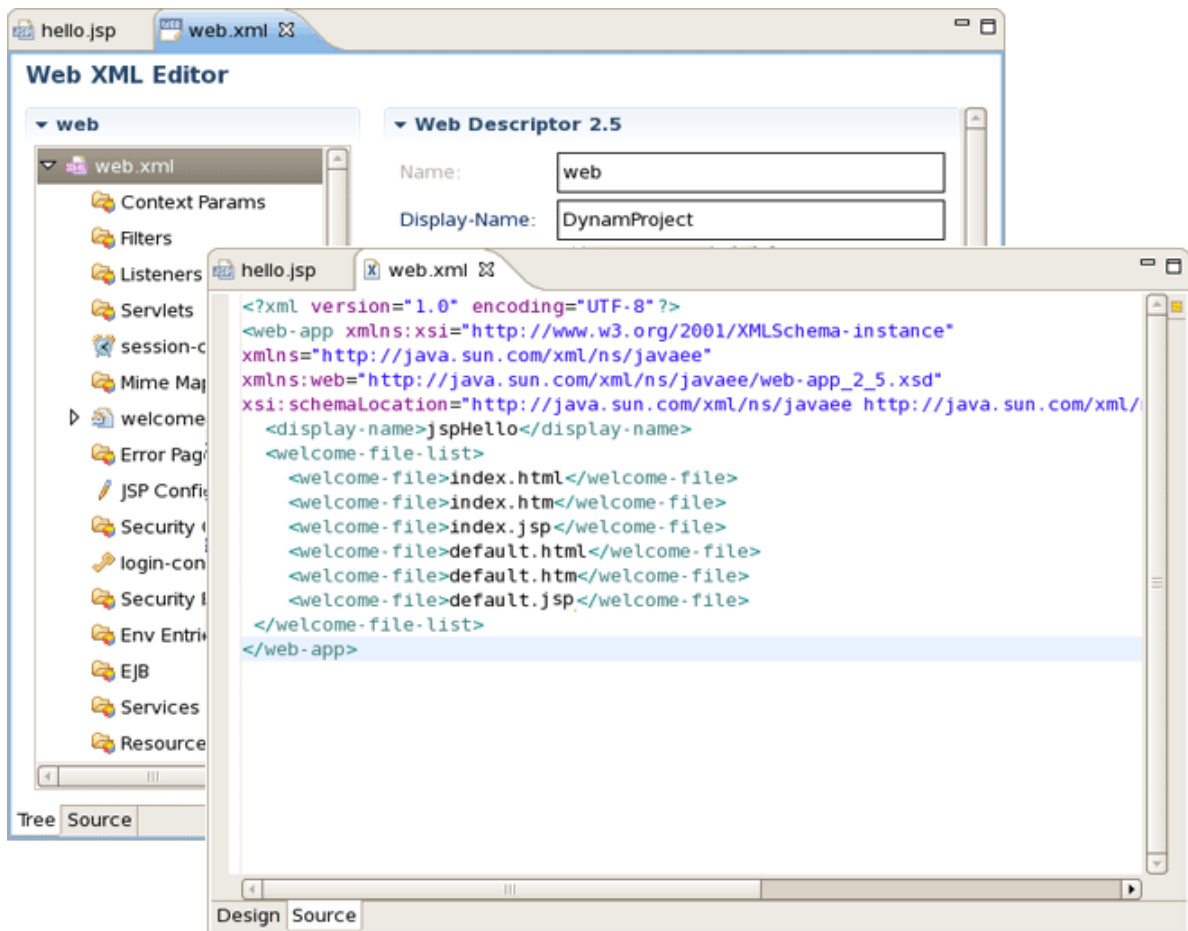 hello.jsp
web.xml
Web XML Editor
web
web.xml
Context Params
Filters
Listeners
Servlets
Mime
welcome
Error
JSP
Security
Security
Env
EJB
Services
Tree Source
Web Descriptor 2.5
Name: web
Display-Name: DynamProject
hello.jsp
web.xml
<?xml version="1.0" encoding="UTF-8"?>
<web-app xmlns:xsi="http://www.w3.org/2001/XMLSchema-instance"
xmlns="http://java.sun.com/xml/ns/javaee"
xmlns:web="http://java.sun.com/xml/ns/javaee/web-app_2_5.xsd"
xsi:schemaLocation="http://java.sun.com/xml/ns/javaee http://java.sun.com/xml/
<display-name>jspHello</display-name>
<welcome-file-list>
<welcome-file>index.html</welcome-file>
<welcome-file>index.htm</welcome-file>
<welcome-file>index.jsp</welcome-file>
<welcome-file>default.html</welcome-file>
<welcome-file>default.htm</welcome-file>
<welcome-file>default.jsp</welcome-file>
</welcome-file-list>
</web-app>
Design Source